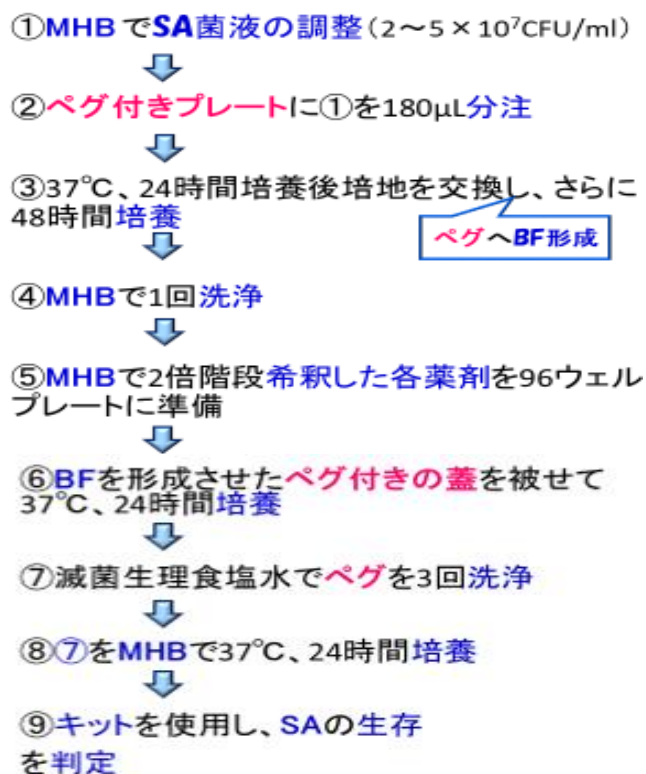 ①MHBでSA菌液の調整（2～5×10⁷CFU/ml）
②ペグ付きプレートに①を180μL分注
③37℃、24時間培養後培地を交換し、さらに
48時間培養
ペグへBF形成
④MHBで1回洗浄
⑤MHBで2倍階段希釈した各薬剤を96ウェル
プレートに準備
⑥BFを形成させたペグ付きの蓋を被せて
37℃、24時間培養
⑦滅菌生理食塩水でペグを3回洗浄
⑧⑦をMHBで37℃、24時間培養
⑨キットを使用し、SAの生存
を判定